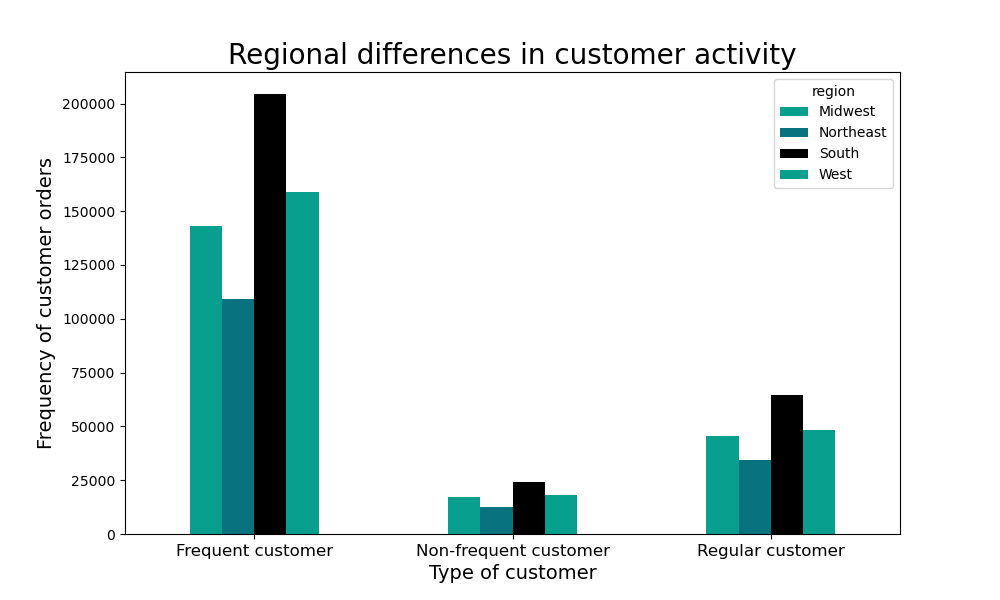 Regional differences in customer activity
region
Midwest
Northeast
South
West
Frequency of customer orders
200000
175000
150000
125000
100000
75000
50000
25000
0
Frequent customer Non-frequent customer Regular customer
Type of customer